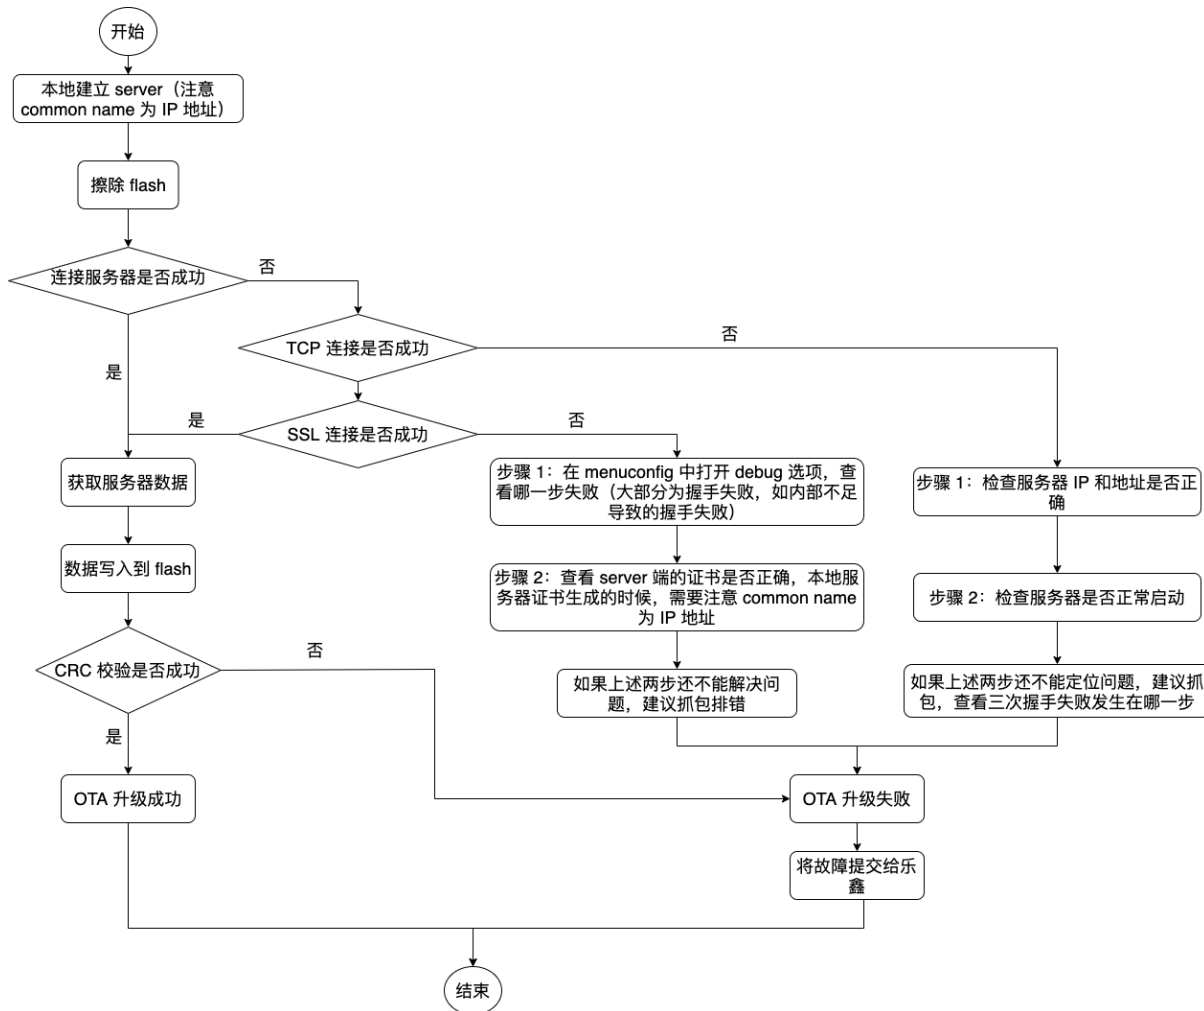 开始
本地建立 server（注意
common name 为 IP 地址）
擦除 flash
连接服务器是否成功
否
TCP 连接是否成功
否
是
SSL 连接是否成功
是
否
获取服务器数据
步骤 1：在 menuconfig 中打开 debug 选项，查
看哪一步失败（大部分为握手失败，如内部不足
导致的握手失败）
步骤 1：检查服务器 IP 和地址是否正
确
数据写入到 flash
步骤 2：查看 server 端的证书是否正确，本地服
务器证书生成的时候，需要注意 common name
为 IP 地址
步骤 2：检查服务器是否正常启动
CRC 校验是否成功
否
如果上述两步还不能解决问
题，建议抓包排错
如果上述两步还不能定位问题，建议抓
包，查看三次握手失败发生在哪一步
是
OTA 升级成功
OTA 升级失败
将故障提交给乐
鑫
结束